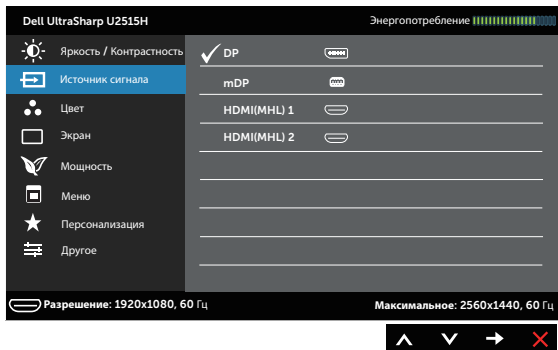 Dell UltraSharp U2515H
Энергопотребление
Яркость / Контрастность
DP
Источник сигнала
mDP
Цвет
HDMI(MHL) 1
Экран
HDMI(MHL) 2
Мощность
Меню
Персонализация
Другое
Разрешение: 1920x1080, 60 Гц
Максимальное: 2560x1440, 60 Гц